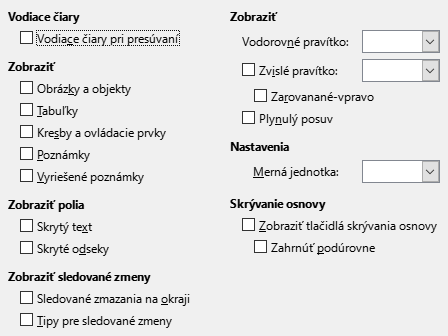 Vodiace čiary
Vodiace čiary pri presúvaní
Zobraziť
Obrázky a objekty
Tabuľky
Kresby a ovládacie prvky
Poznámky
Vyriešené poznámky
Zobraziť polia
Skrytý text
Skryté odseky
Zobraziť sledované zmeny
Sledované zmazania na okraji
Tipy pre sledované zmeny
Zobraziť
Vodorovné pravítko:
Zvislé pravítko:
Zarovnanané-vpravo
Plynulý posuv
Nastavenia
Merná jednotka:
Skrývanie osnovy
Zobraziť tlačidlá skrývania osnovy
Zahrnúť podúrovne